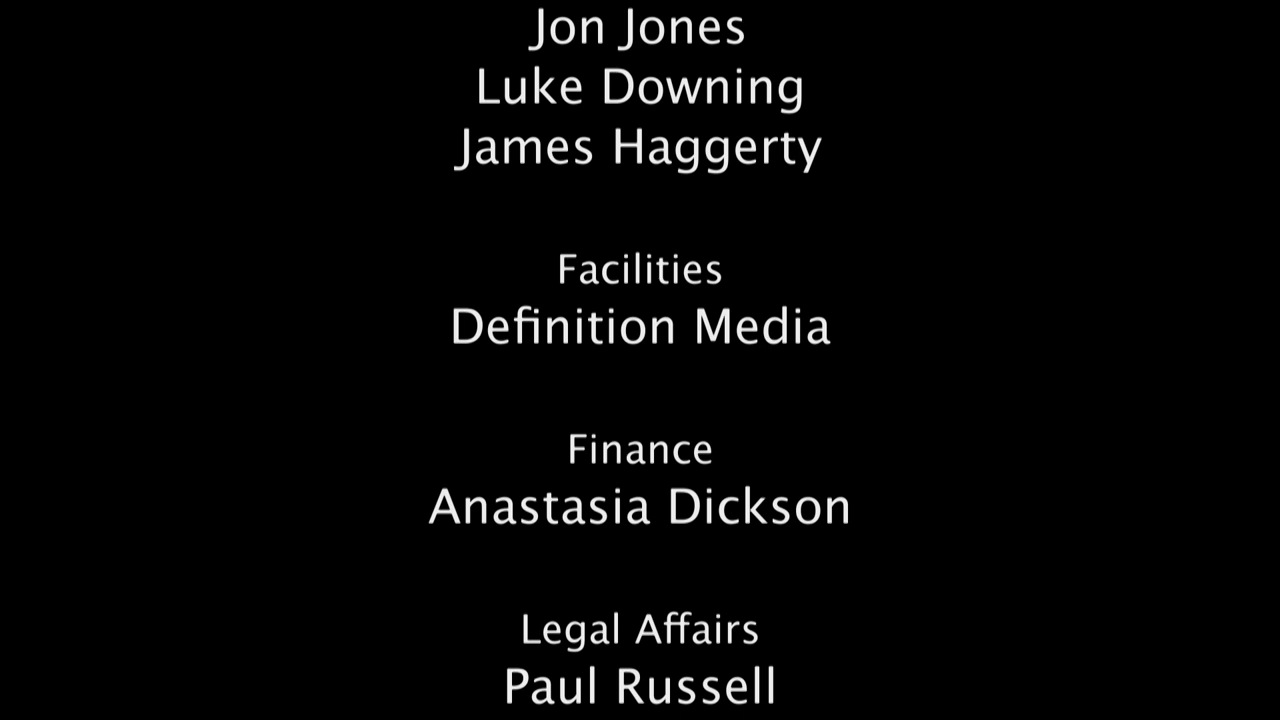 Jon Jones
Luke Downing
James Haggerty
Facilities
Definition Media
Finance
Anastasia Dickson
Legal Affairs
Paul Russell